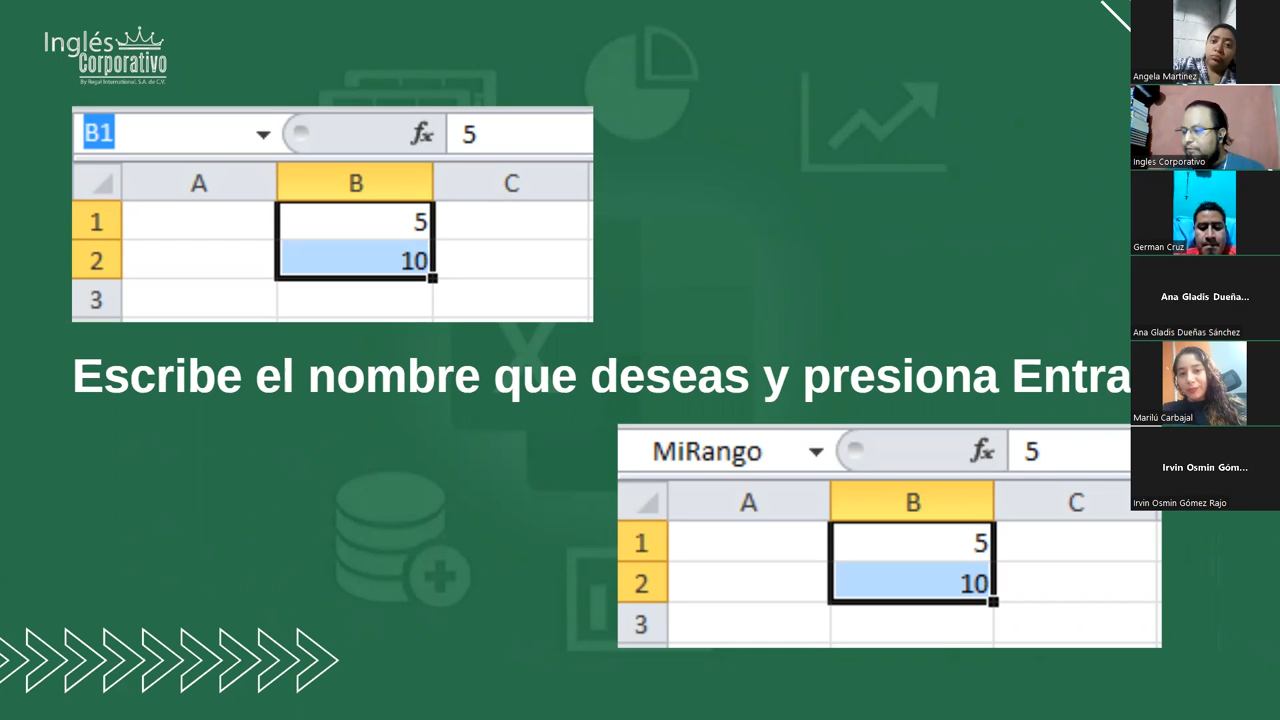 Inglés
Corporativo
By Regal International, S.A. de C.V.
B1
fx
5
A
B
C
1
5
2
10
3
Escribe el nombre que deseas y presiona Entra
MiRango
fx
5
A
B
C
1
5
2
10
3
Angela Martinez
Ingles Corporativo
German Cruz
Ana Gladis Dueña...
Ana Gladis Dueñas Sánchez
Marilú Carbajal
Irvin Osmin Góm...
Irvin Osmin Gómez Rajo